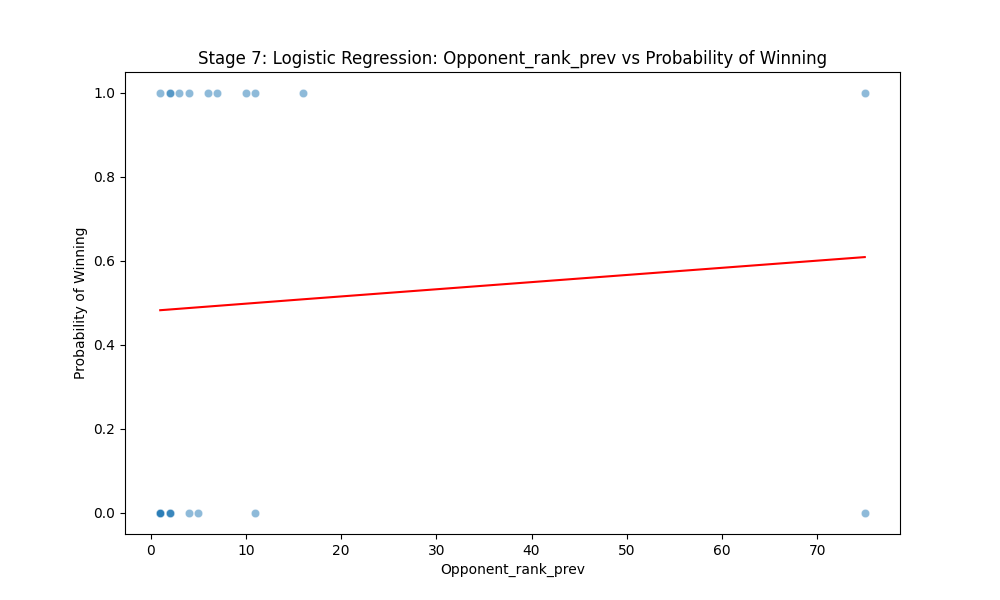 Stage 7: Logistic Regression: Opponent_rank_prev vs Probability of Winning
1.0
0.8
0.6
0.4
0.2
0.0
Probability of Winning
0 10 20 30 40 50 60 70
Opponent_rank_prev